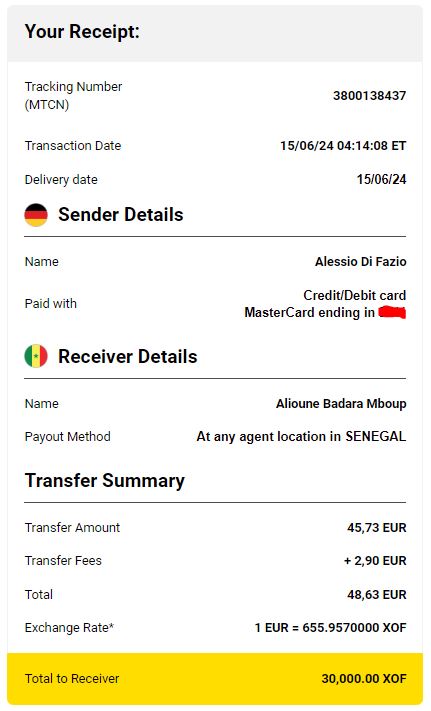 Your Receipt:
Tracking Number
(MTCN)
3800138437
Transaction Date 15/06/24 04:14:08 ET
Delivery date 15/06/24
Sender Details
Name Alessio Di Fazio
Paid with
Credit/Debit card
MasterCard ending in
Receiver Details
Name Alioune Badara Mboup
Payout Method At any agent location in SENEGAL
Transfer Summary
Transfer Amount 45,73 EUR
Transfer Fees + 2,90 EUR
Total 48,63 EUR
Exchange Rate* 1 EUR = 655.9570000 XOF
Total to Receiver 30,000.00 XOF